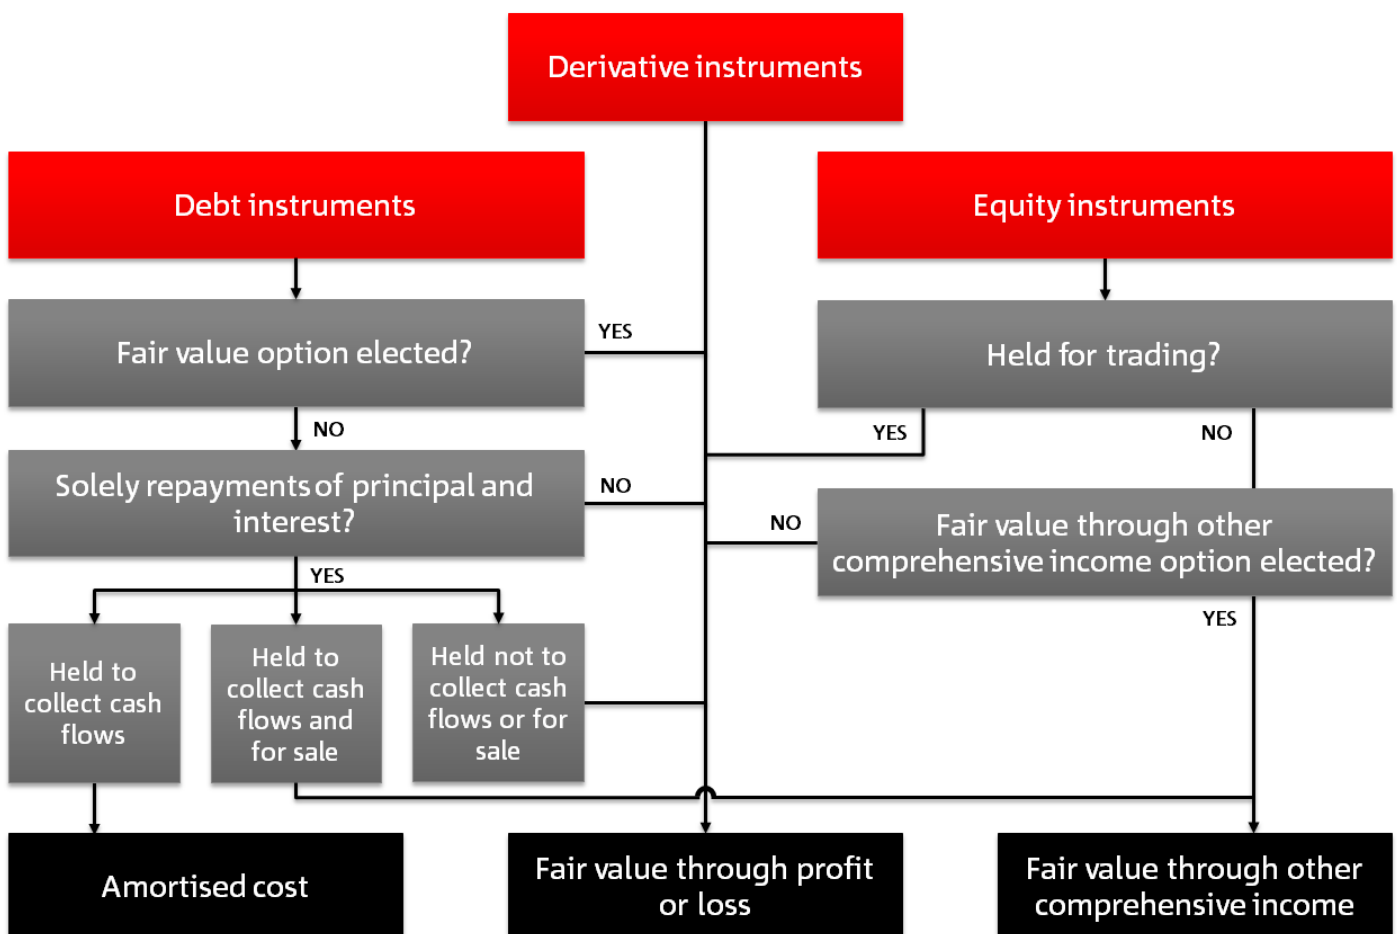 Derivative instruments
Debt instruments
Equity instruments
Fair value option elected?
YES
Held for trading?
NO
YES
NO
Solely repayments of principal and
interest?
NO
NO
Fair value through other
comprehensive income option elected?
YES
YES
Held to
collect cash
flows
Held to
collect cash
flows and
for sale
Held not to
collect cash
flows or for
sale
Amortised cost
Fair value through profit
or loss
Fair value through other
comprehensive income